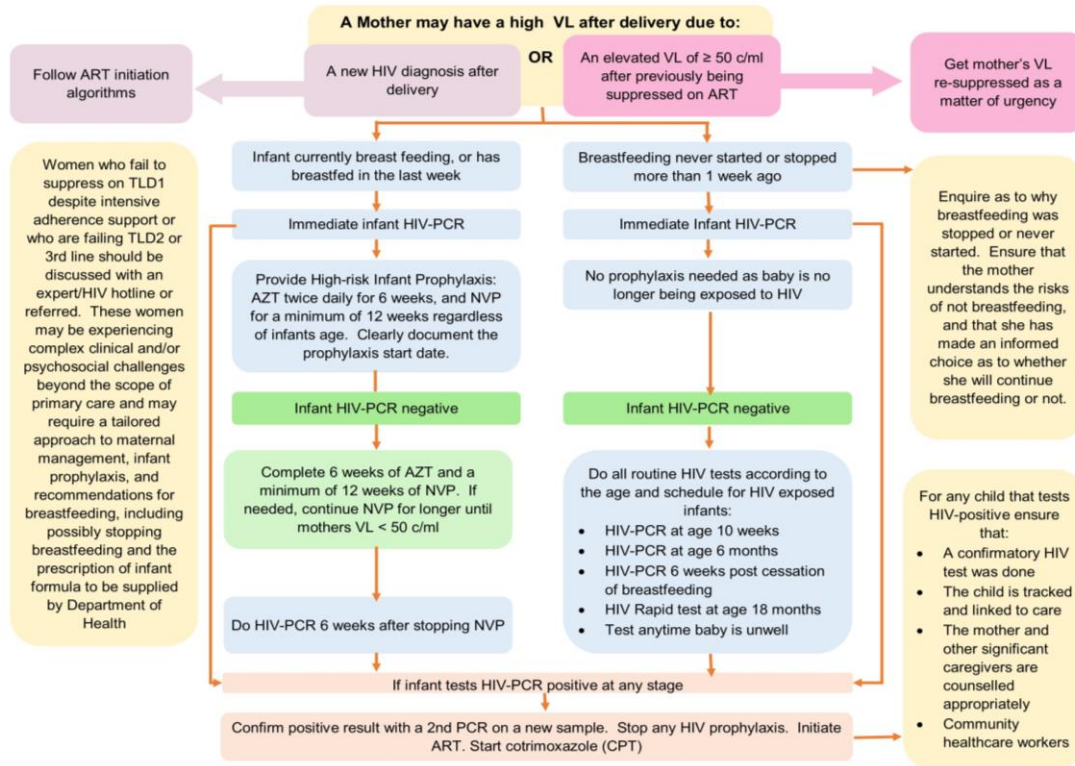 A Mother may have a high VL after delivery due to:
Follow ART initiation
algorithms
A new HIV diagnosis after
delivery
OR
An elevated VL of ≥ 50 c/ml
after previously being
suppressed on ART
Get mother's VL
re-suppressed as a
matter of urgency
Women who fail to
suppress on TLD1
despite intensive
adherence support or
who are failing TLD2 or
3rd line should be
discussed with an
expert/HIV hotline or
referred. These women
may be experiencing
complex clinical and/or
psychosocial challenges
beyond the scope of
primary care and may
require a tailored
approach to maternal
management, infant
prophylaxis, and
recommendations for
breastfeeding, including
possibly stopping
breastfeeding and the
prescription of infant
formula to be supplied
by Department of
Health
Infant currently breast feeding, or has
breastfed in the last week
Immediate infant HIV-PCR
Provide High-risk Infant Prophylaxis:
AZT twice daily for 6 weeks, and NVP
for a minimum of 12 weeks regardless
of infants age. Clearly document the
prophylaxis start date.
Infant HIV-PCR negative
Complete 6 weeks of AZT and a
minimum of 12 weeks of NVP. If
needed, continue NVP for longer until
mothers VL < 50 c/ml
Do HIV-PCR 6 weeks after stopping NVP
Breastfeeding never started or stopped
more than 1 week ago
Immediate Infant HIV-PCR
No prophylaxis needed as baby is no
longer being exposed to HIV
Infant HIV-PCR negative.
Do all routine HIV tests according to
the age and schedule for HIV exposed
infants:
• HIV-PCR at age 10 weeks
• HIV-PCR at age 6 months
• HIV-PCR 6 weeks post cessation
of breastfeeding
• HIV Rapid test at age 18 months
• Test anytime baby is unwell
Enquire as to why
breastfeeding was
stopped or never
started. Ensure that the
mother
understands the risks
of not breastfeeding,
and that she has
made an informed
choice as to whether
she will continue
breastfeeding or not.
For any child that tests
HIV-positive ensure
that:
• A confirmatory HIV
test was done
• The child is tracked
and linked to care
• The mother and
other significant
caregivers are
counselled
appropriately
• Community
healthcare workers
If infant tests HIV-PCR positive at any stage
Confirm positive result with a 2nd PCR on a new sample. Stop any HIV prophylaxis. Initiate
ART. Start cotrimoxazole (CPT)